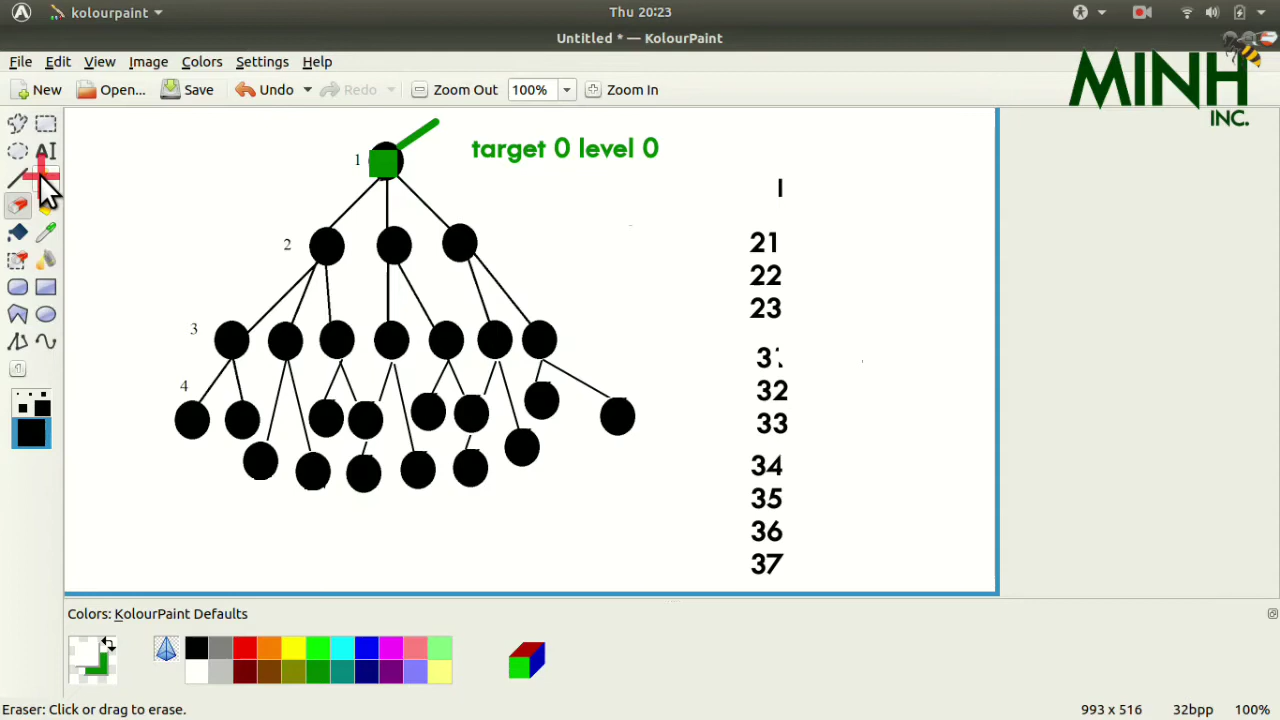 kolourpaint
Thu 20:23
Untitled * — KolourPaint
File Edit View Image Colors Settings Help
New Open... Save Undo Redo Zoom Out 100% Zoom In
MINH
INC.
AI
target 0 level 0
1
2
3
4
I
21
22
23
31
32
33
34
35
36
37
Colors: KolourPaint Defaults
Eraser: Click or drag to erase.
993 x 516 32bpp 100%